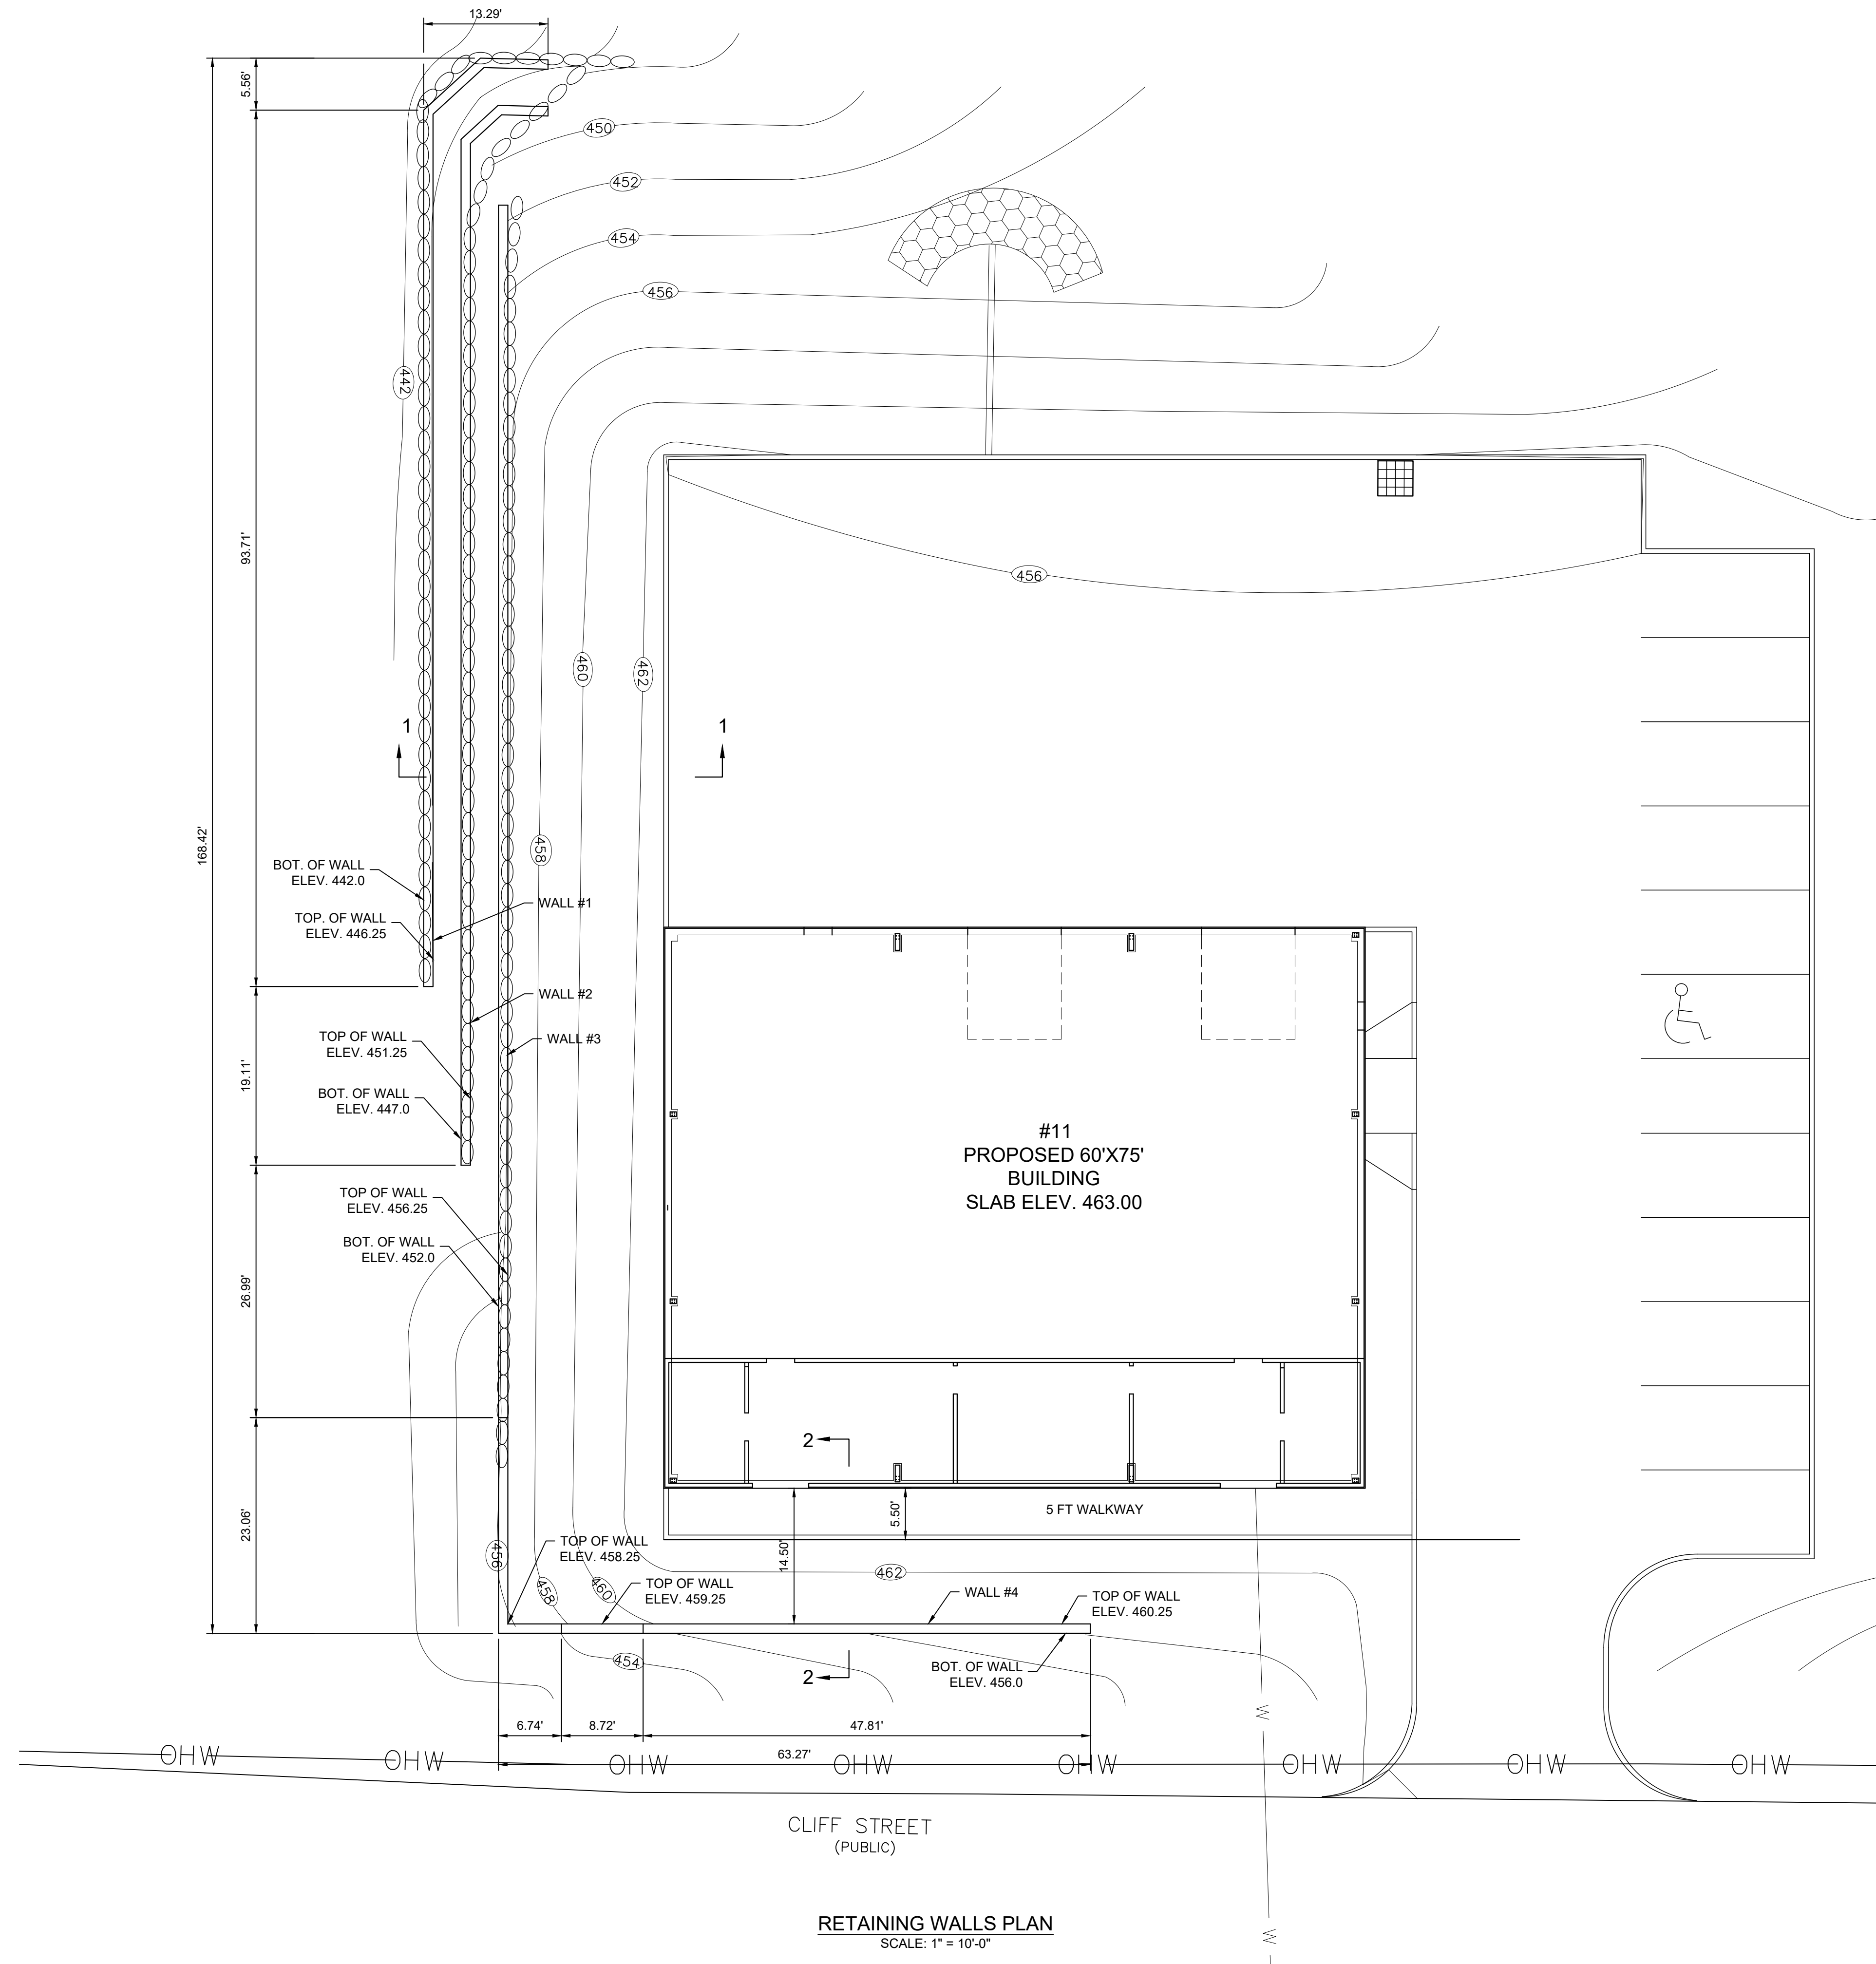 13.29'
5.56'
450
452
454
456
442
93.71'
456
460
462
1
1
168.42'
458
BOT. OF WALL
ELEV. 442.0
WALL #1
TOP. OF WALL
ELEV. 446.25
WALL #2
TOP OF WALL
ELEV. 451.25
WALL #3
19.11'
BOT. OF WALL
ELEV. 447.0
#11
PROPOSED 60'X75'
BUILDING
SLAB ELEV. 463.00
TOP OF WALL
ELEV. 456.25
BOT. OF WALL
ELEV. 452.0
26.99'
2
5.50'
5 FT WALKWAY
23.06'
456
TOP OF WALL
ELEV. 458.25
14.50'
462
458
460
TOP OF WALL
ELEV. 459.25
WALL #4
TOP OF WALL
ELEV. 460.25
454
2
BOT. OF WALL
ELEV. 456.0
W
6.74'
8.72'
47.81'
63.27'
OHW
OHW
OHW
OHW
OHW
OHW
OHW
OHW
CLIFF STREET
(PUBLIC)
RETAINING WALLS PLAN
SCALE: 1" = 10'-0"
W